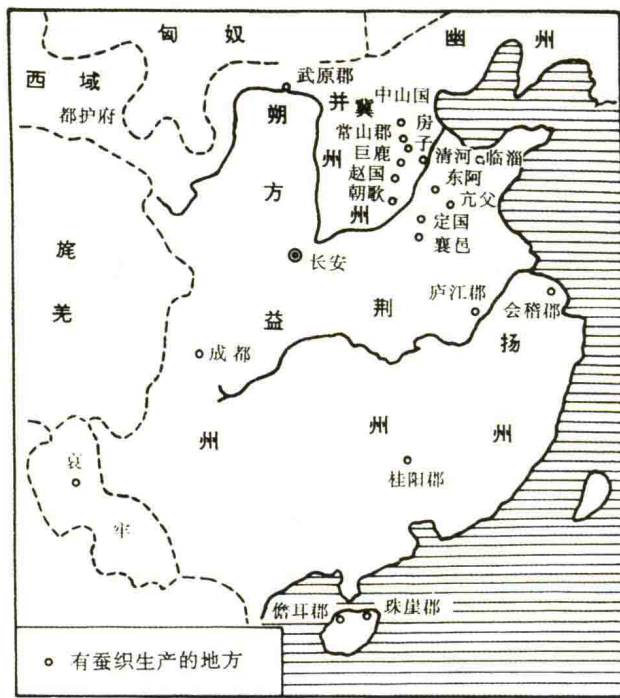 匈奴
幽州
西域
都护府
武原郡
朔方
并州
冀州
中山国
房子
常山郡
巨鹿
赵国
朝歌
清河
临淄
东阿
亢父
定国
襄邑
长安
旄羌
成都
益州
荆州
庐江郡
会稽郡
扬州
桂阳郡
哀牢
儋耳郡
珠崖郡
有蚕织生产的地方